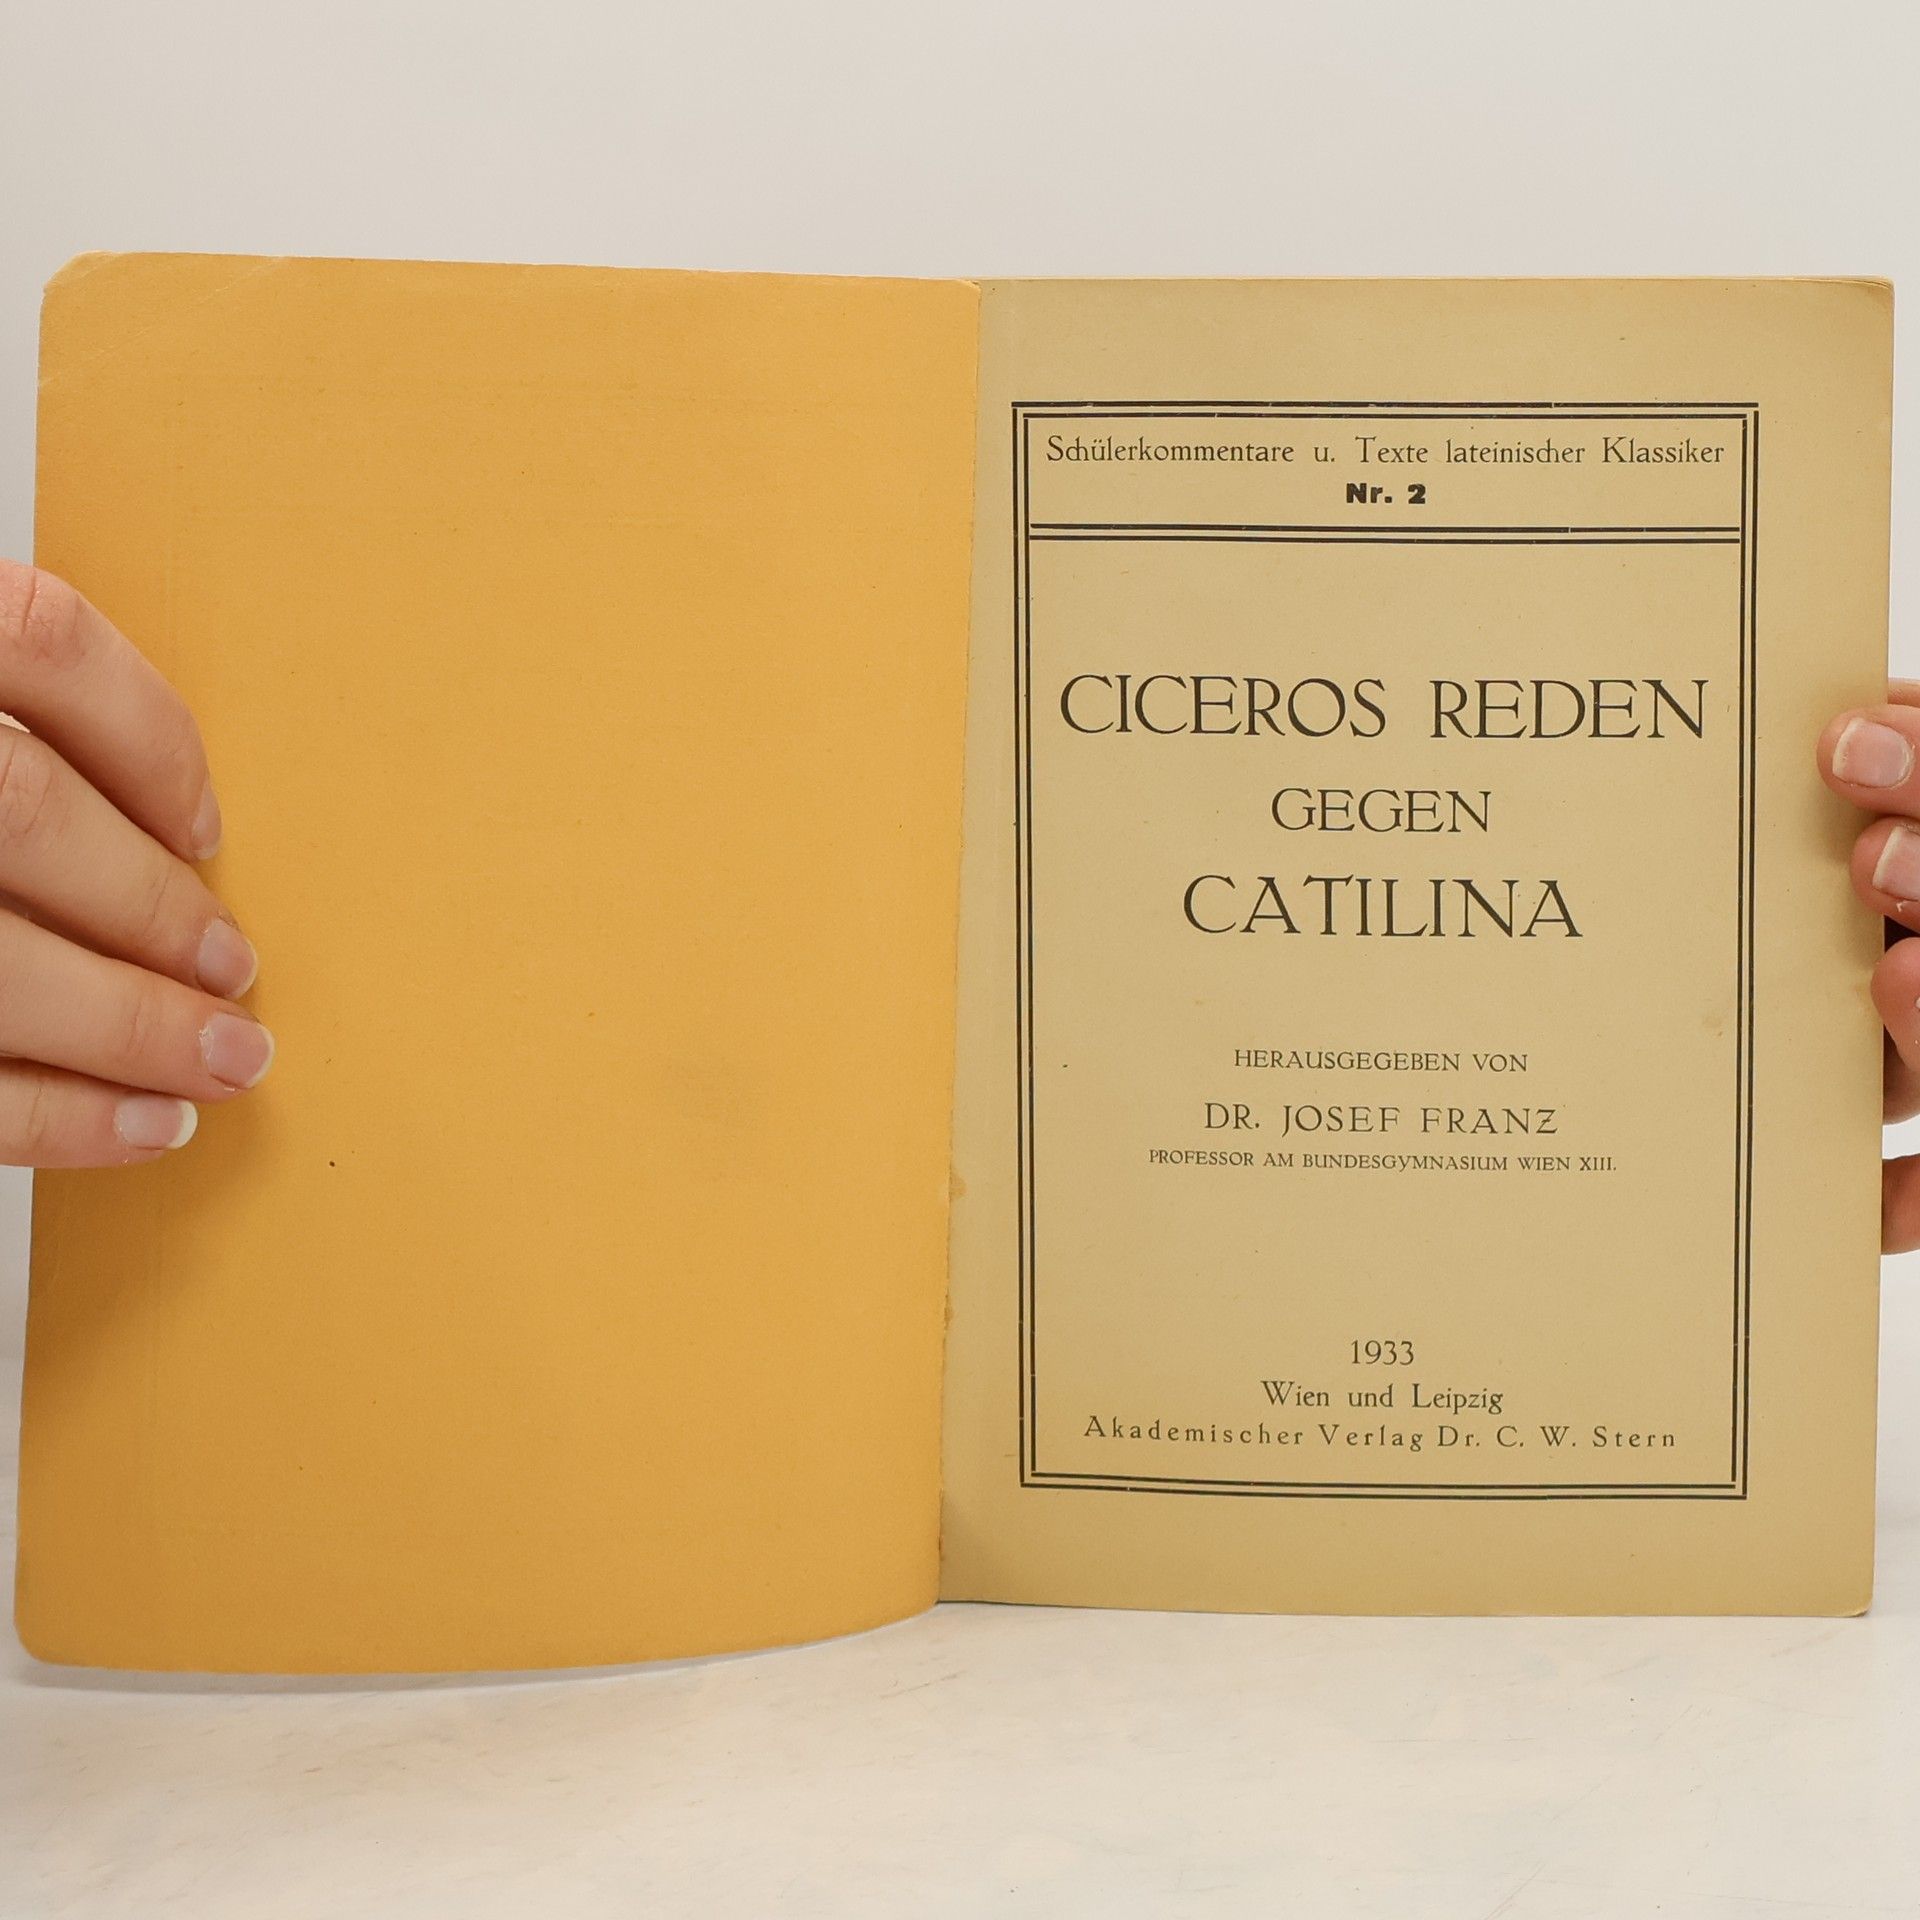 Schülerkommentare u. Texte lateinischer Klassiker
Nr. 2
CICEROS REDEN
GEGEN
CATILINA
HERAUSGEGEBEN VON
DR. JOSEF FRANZ
PROFESSOR AM BUNDESGYMNASIUM WIEN XIII.
1933
Wien und Leipzig
Akademischer Verlag Dr. C. W. Stern